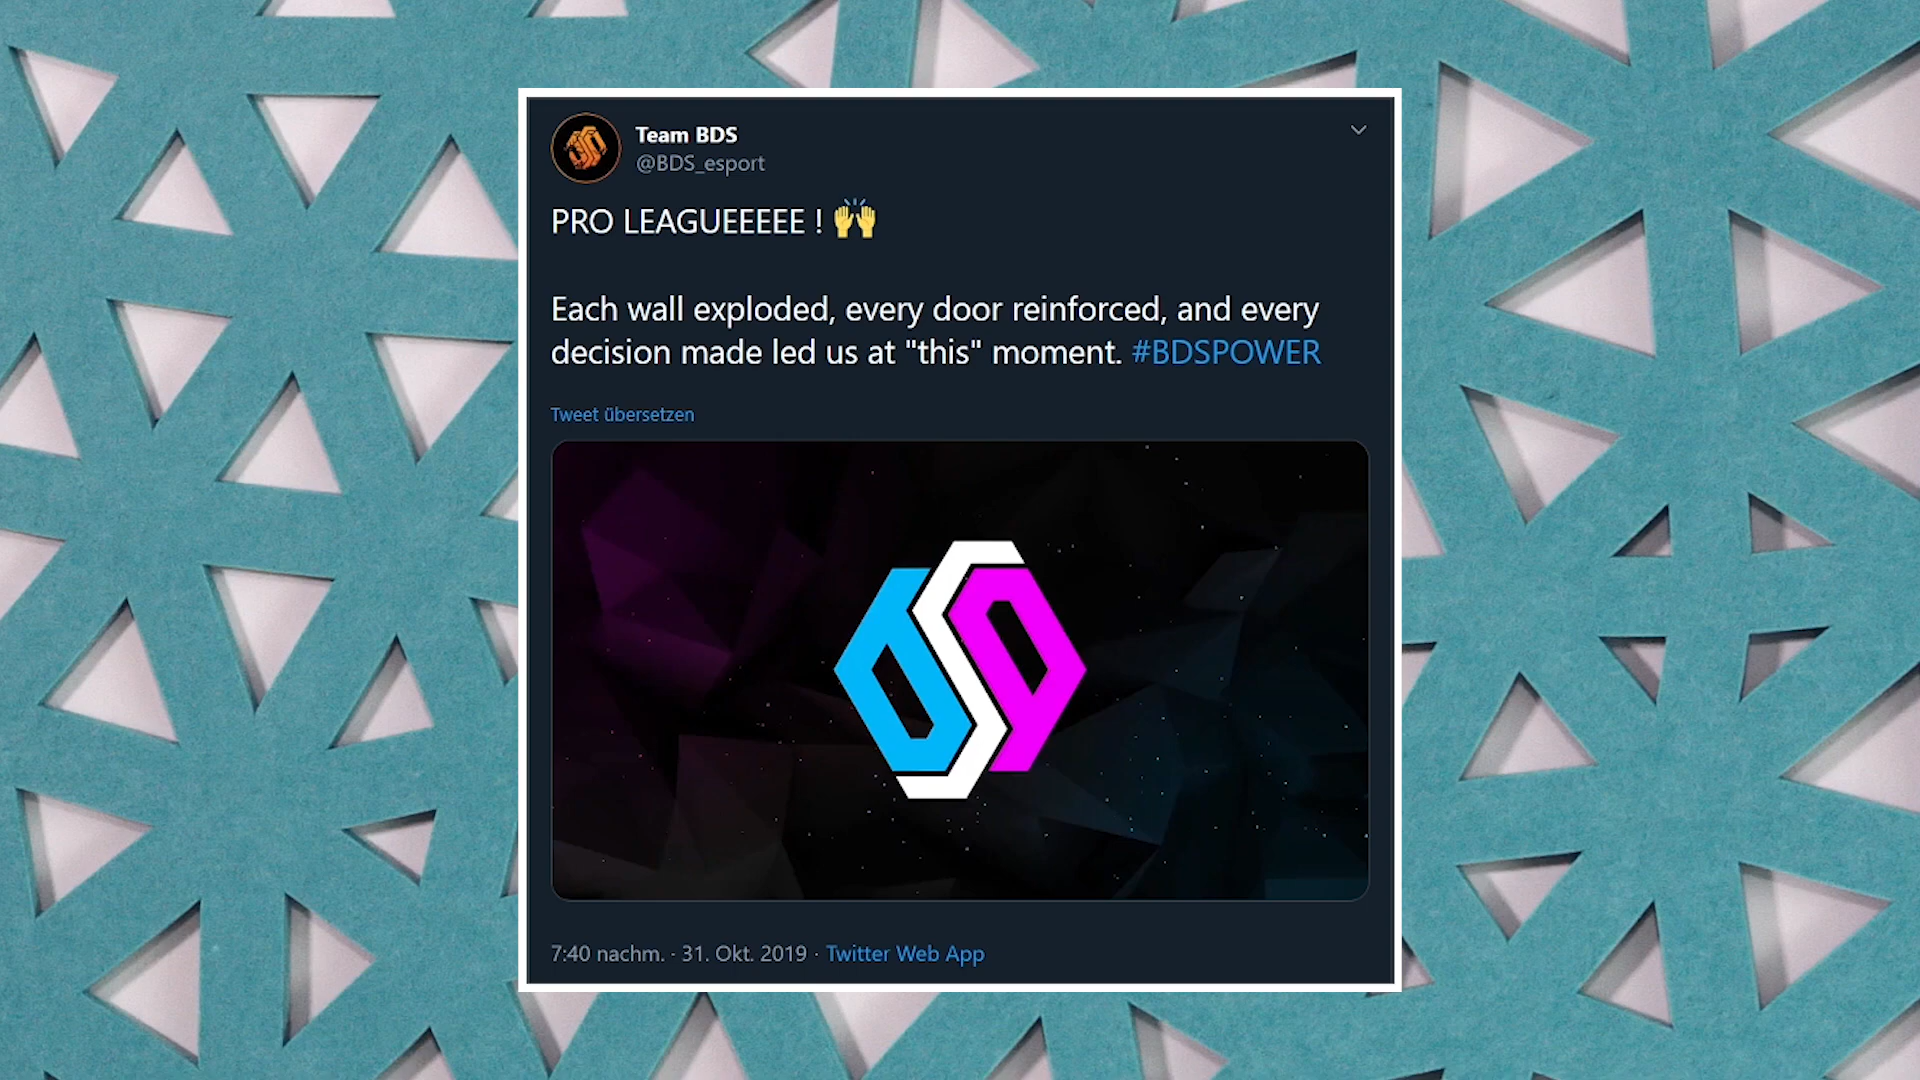 Team BDS
@BDS_esport
PRO LEAGUEEEEE ! 🙌
Each wall exploded, every door reinforced, and every
decision made led us at "this" moment. #BDSPOWER
Tweet übersetzen
7:40 nachm. · 31. Okt. 2019 · Twitter Web App